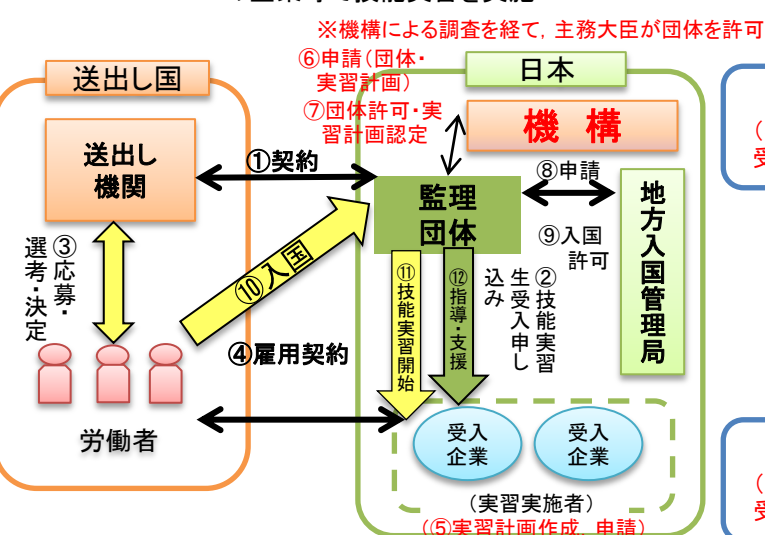 ※機構による調査を経て，主務大臣が団体を許可
⑥申請（団体・
実習計画）
⑦団体許可・実
習計画認定
送出し国
日本
機 構
送出し
機関
①契約
監理
団体
⑧申請
⑨入国
許可
地方入国管理局
③応募・
選考・決定
⑩入国
⑪技能実習開始
⑫指導・支援
②技能実習
生受入申し
込み
④雇用契約
労働者
受入
企業
受入
企業
（実習実施者）
（⑤実習計画作成，申請）
（
受
（
受